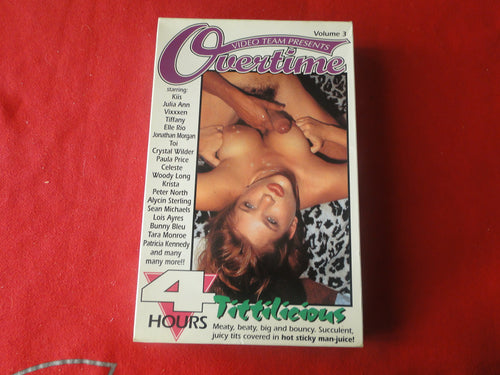 Volume 3
VIDEO TEAM PRESENTS
Overtime
starring:
Kiis
Julia Ann
Vixxxen
Tiffany
Elle Rio
Jonathan Morgan
Toi
Crystal Wilder
Paula Price
Celeste
Woody Long
Krista
Peter North
Alycin Sterling
Sean Michaels
Lois Ayres
Bunny Bleu
Tara Monroe
Patricia Kennedy
and many
many more!!
4
HOURS
Tittilicious
Meaty, beaty, big and bouncy. Succulent,
juicy tits covered in hot sticky man-juice!